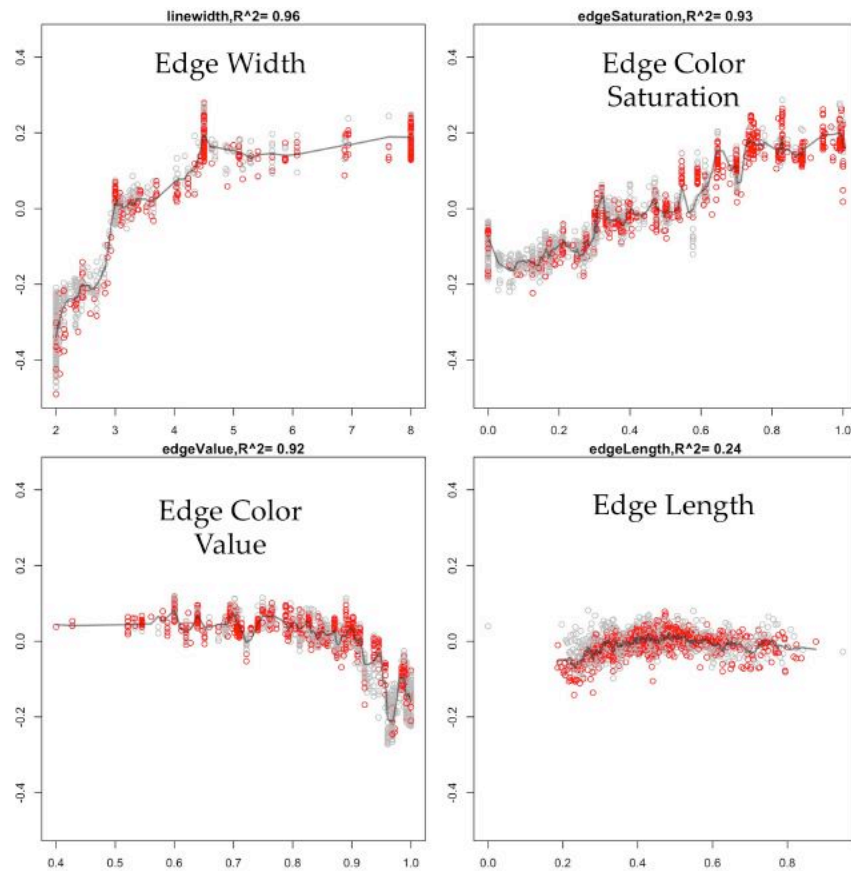 linewidth,R^2= 0.96
Edge Width
0.4
0.2
0.0
-0.2
-0.4
2 3 4 5 6 7 8
edgeSaturation,R^2= 0.93
Edge Color
Saturation
0.4
0.2
0.0
-0.2
-0.4
0.0 0.2 0.4 0.6 0.8 1.0
edgeValue,R^2= 0.92
Edge Color
Value
0.4
0.2
0.0
-0.2
-0.4
0.4 0.5 0.6 0.7 0.8 0.9 1.0
edgeLength,R^2= 0.24
Edge Length
0.4
0.2
0.0
-0.2
-0.4
0.0 0.2 0.4 0.6 0.8